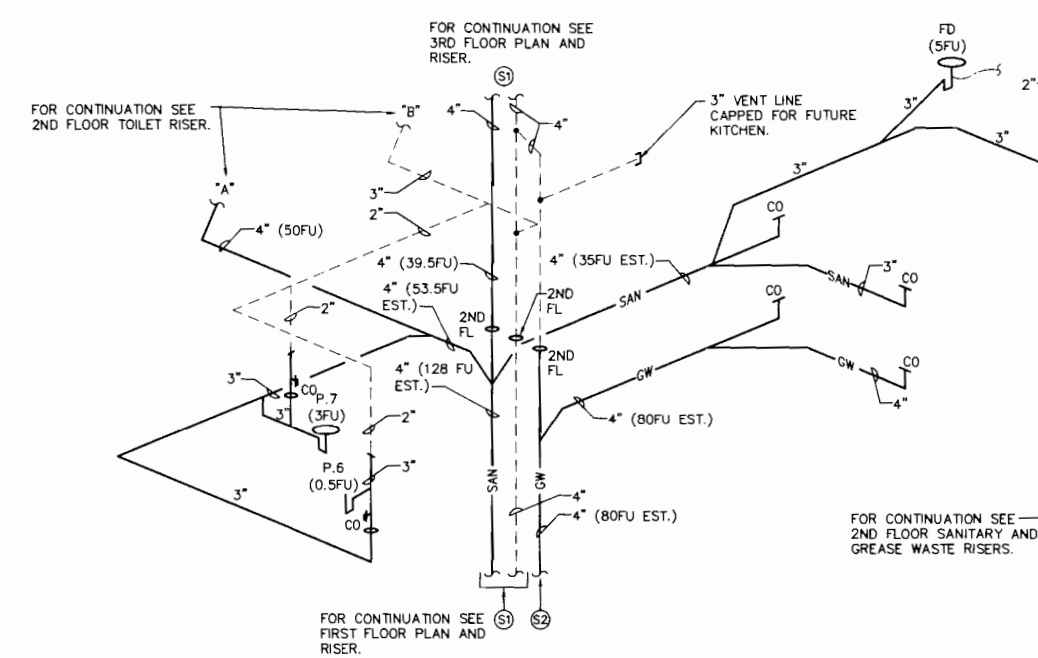 FOR CONTINUATION SEE
3RD FLOOR PLAN AND
RISER.
S1
FD
(5FU)
2"
FOR CONTINUATION SEE
2ND FLOOR TOILET RISER.
"B"
4"
4"
3" VENT LINE
CAPPED FOR FUTURE
KITCHEN.
3"
3"
3"
3"
"A"
2"
CO
4" (50FU)
4" (39.5FU)
4" (35FU EST.)
4" (53.5FU
EST.)
SAN
SAN
3"
CO
2ND
FL
2ND
FL
CO
2"
2ND
FL
4" (128 FU
EST.)
GW
GW
CO
4"
3"
CO
P.7
(3FU)
3"
2"
4" (80FU EST.)
P.6
(0.5FU)
3"
3"
CO
SAN
GW
4"
4" (80FU EST.)
FOR CONTINUATION SEE
2ND FLOOR SANITARY AND
GREASE WASTE RISERS.
FOR CONTINUATION SEE
FIRST FLOOR PLAN AND
RISER.
S1
S2